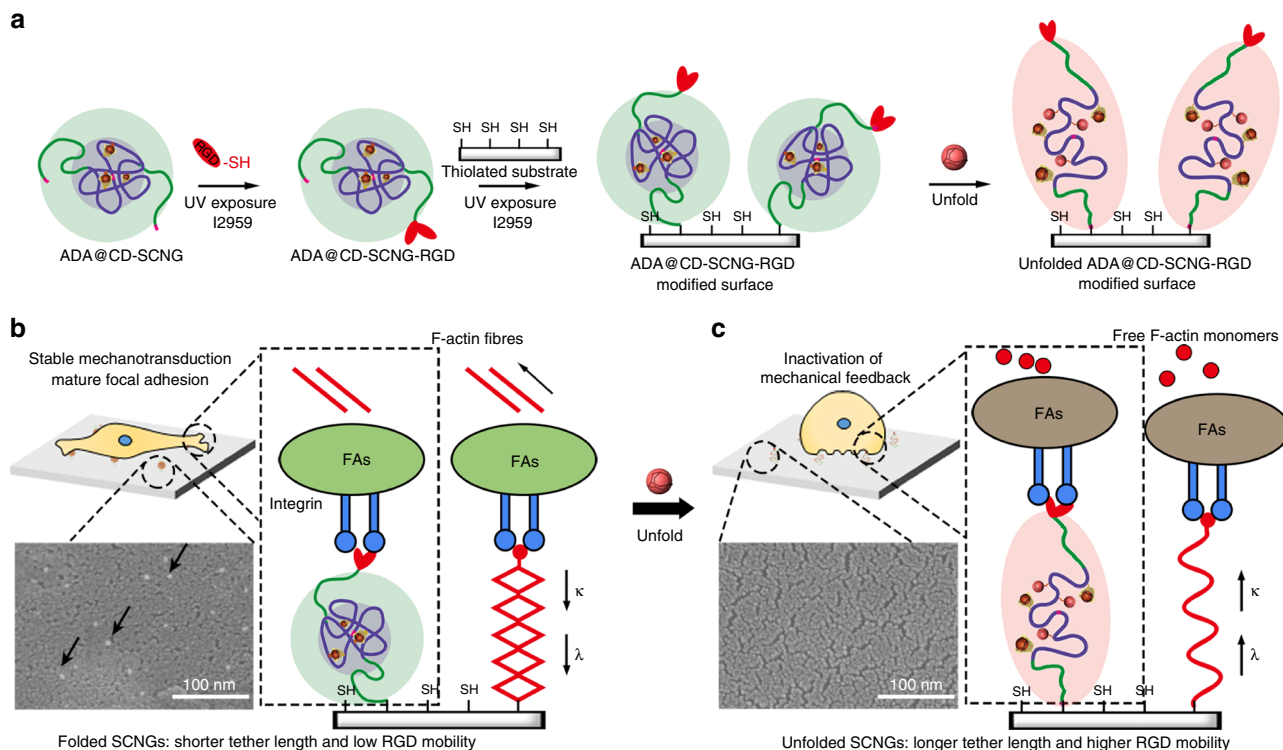 a
RGD
-SH
UV exposure
I2959
ADA@CD-SCNG
ADA@CD-SCNG-RGD
SH SH SH SH
Thiolated substrate
UV exposure
I2959
SH SH SH
ADA@CD-SCNG-RGD
modified surface
Unfold
SH SH SH
Unfolded ADA@CD-SCNG-RGD
modified surface
b
Stable mechanotransduction
mature focal adhesion
F-actin fibres
FAs
FAs
Integrin
κ
λ
SH SH SH
100 nm
Folded SCNGs: shorter tether length and low RGD mobility
Unfold
c
Inactivation of
mechanical feedback
Free F-actin monomers
FAs
FAs
κ
λ
SH SH SH
100 nm
Unfolded SCNGs: longer tether length and higher RGD mobility